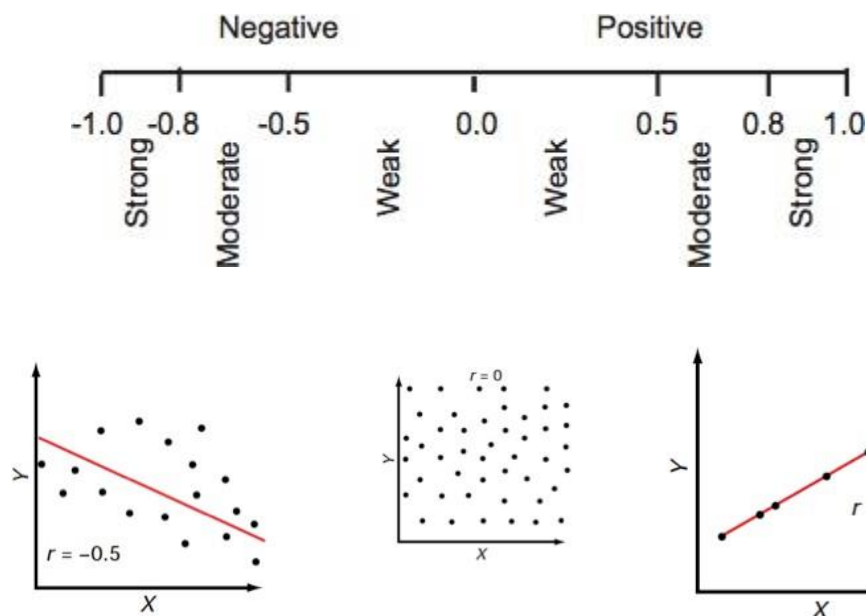 Negative Positive
-1.0 -0.8 -0.5 0.0 0.5 0.8 1.0
Strong Moderate Weak Weak Moderate Strong
Y
r = −0.5
X
r = 0
Y
X
Y
r
X